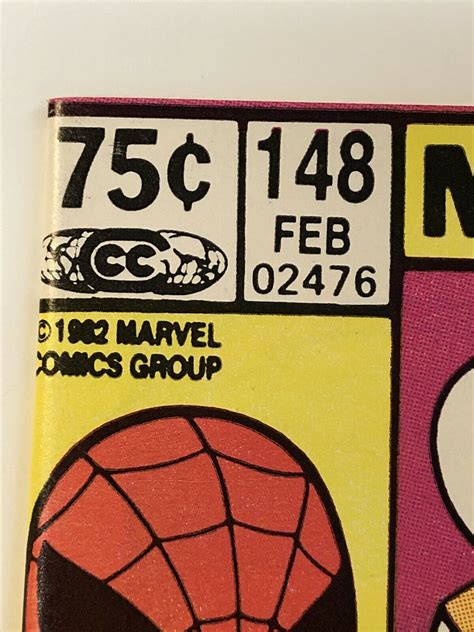 75¢
148
CC
FEB
02476
M
© 1982 MARVEL
COMICS GROUP